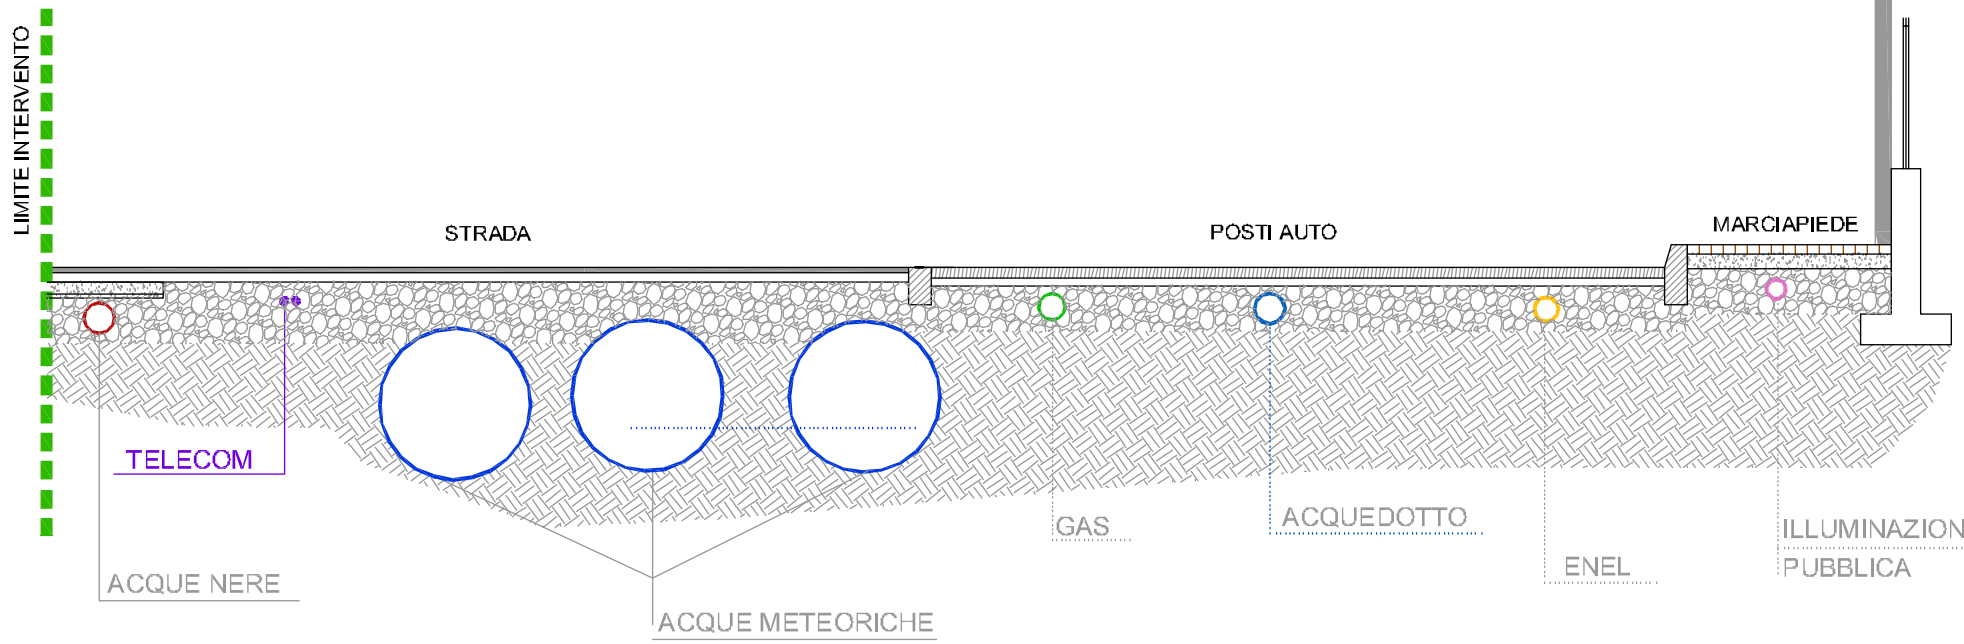 LIMITE INTERVENTO
STRADA
POSTI AUTO
MARCIAPIEDE
TELECOM
ACQUE NERE
ACQUE METEORICHE
GAS
ACQUEDOTTO
ENEL
ILLUMINAZION
PUBBLICA